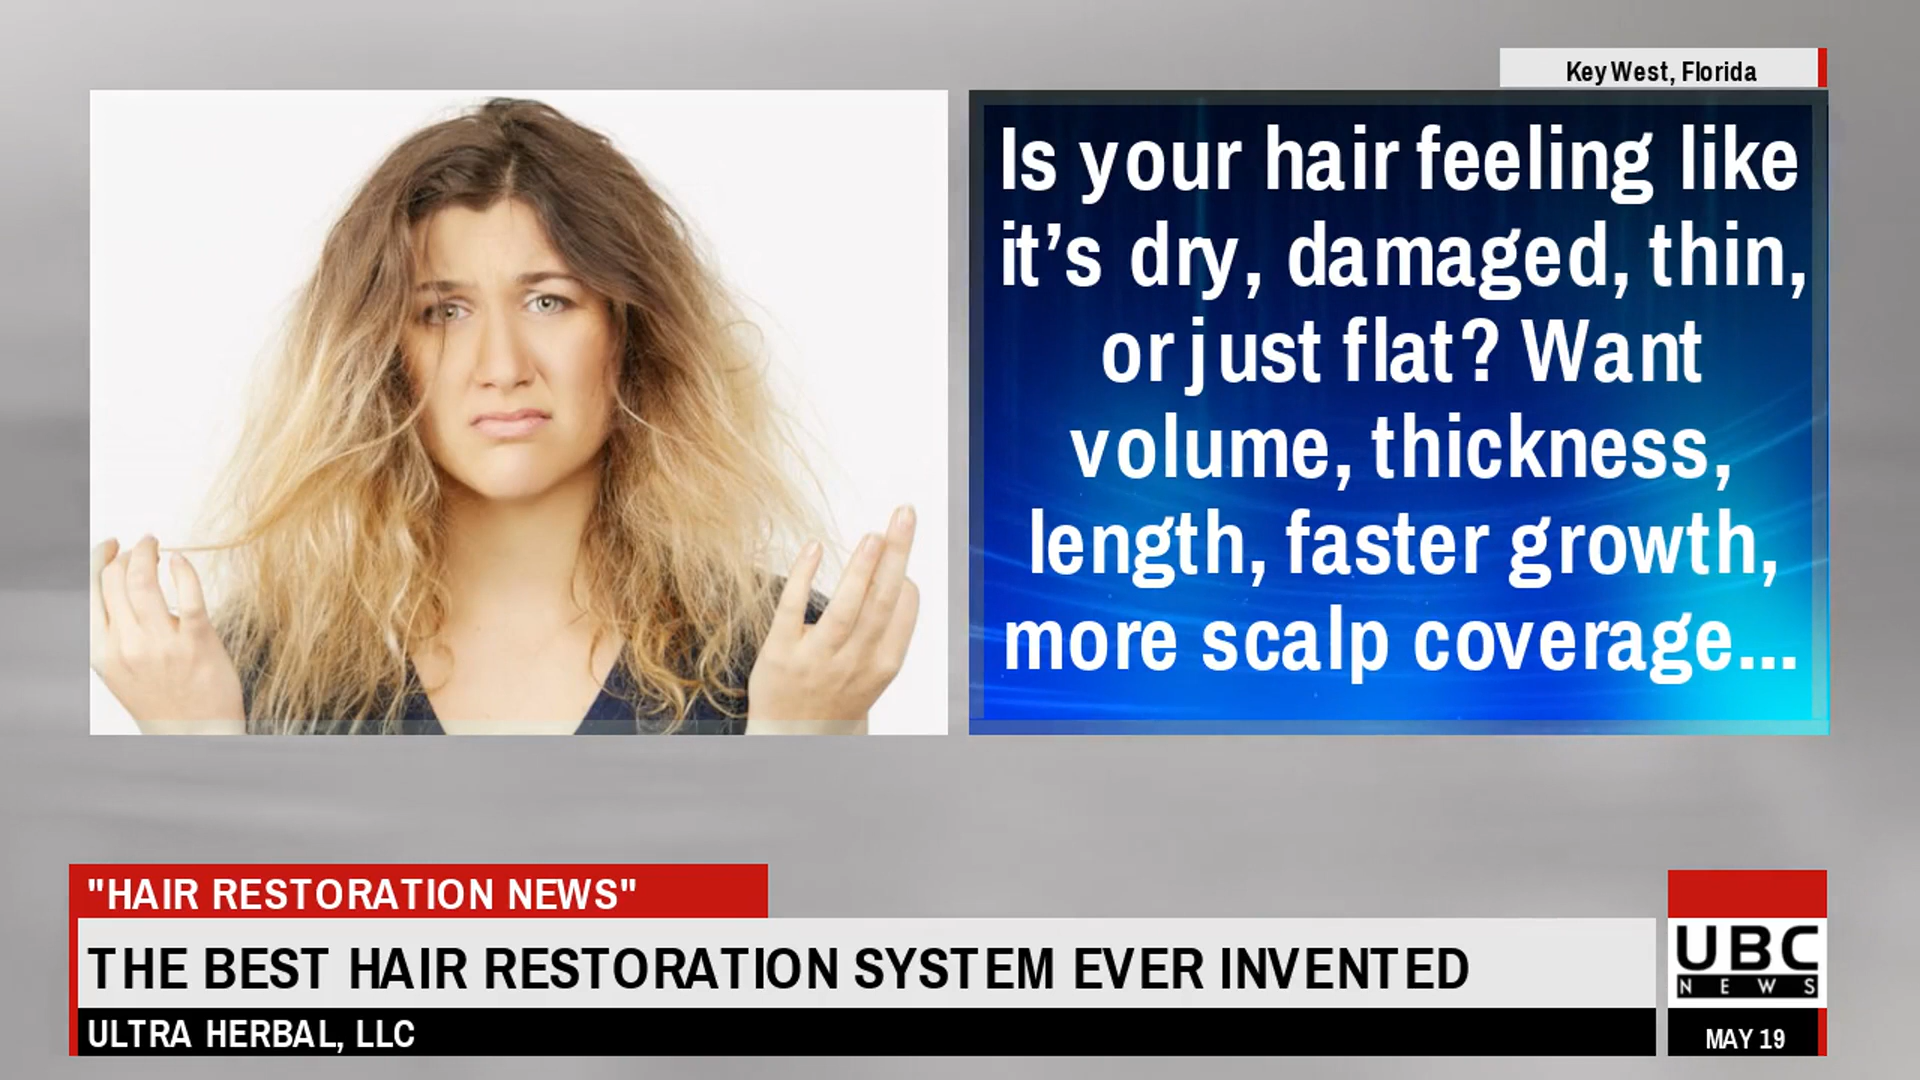 Key West, Florida
Is your hair feeling like
it’s dry, damaged, thin,
or just flat? Want
volume, thickness,
length, faster growth,
more scalp coverage...
"HAIR RESTORATION NEWS"
THE BEST HAIR RESTORATION SYSTEM EVER INVENTED
ULTRA HERBAL, LLC
UBC
NEWS
MAY 19